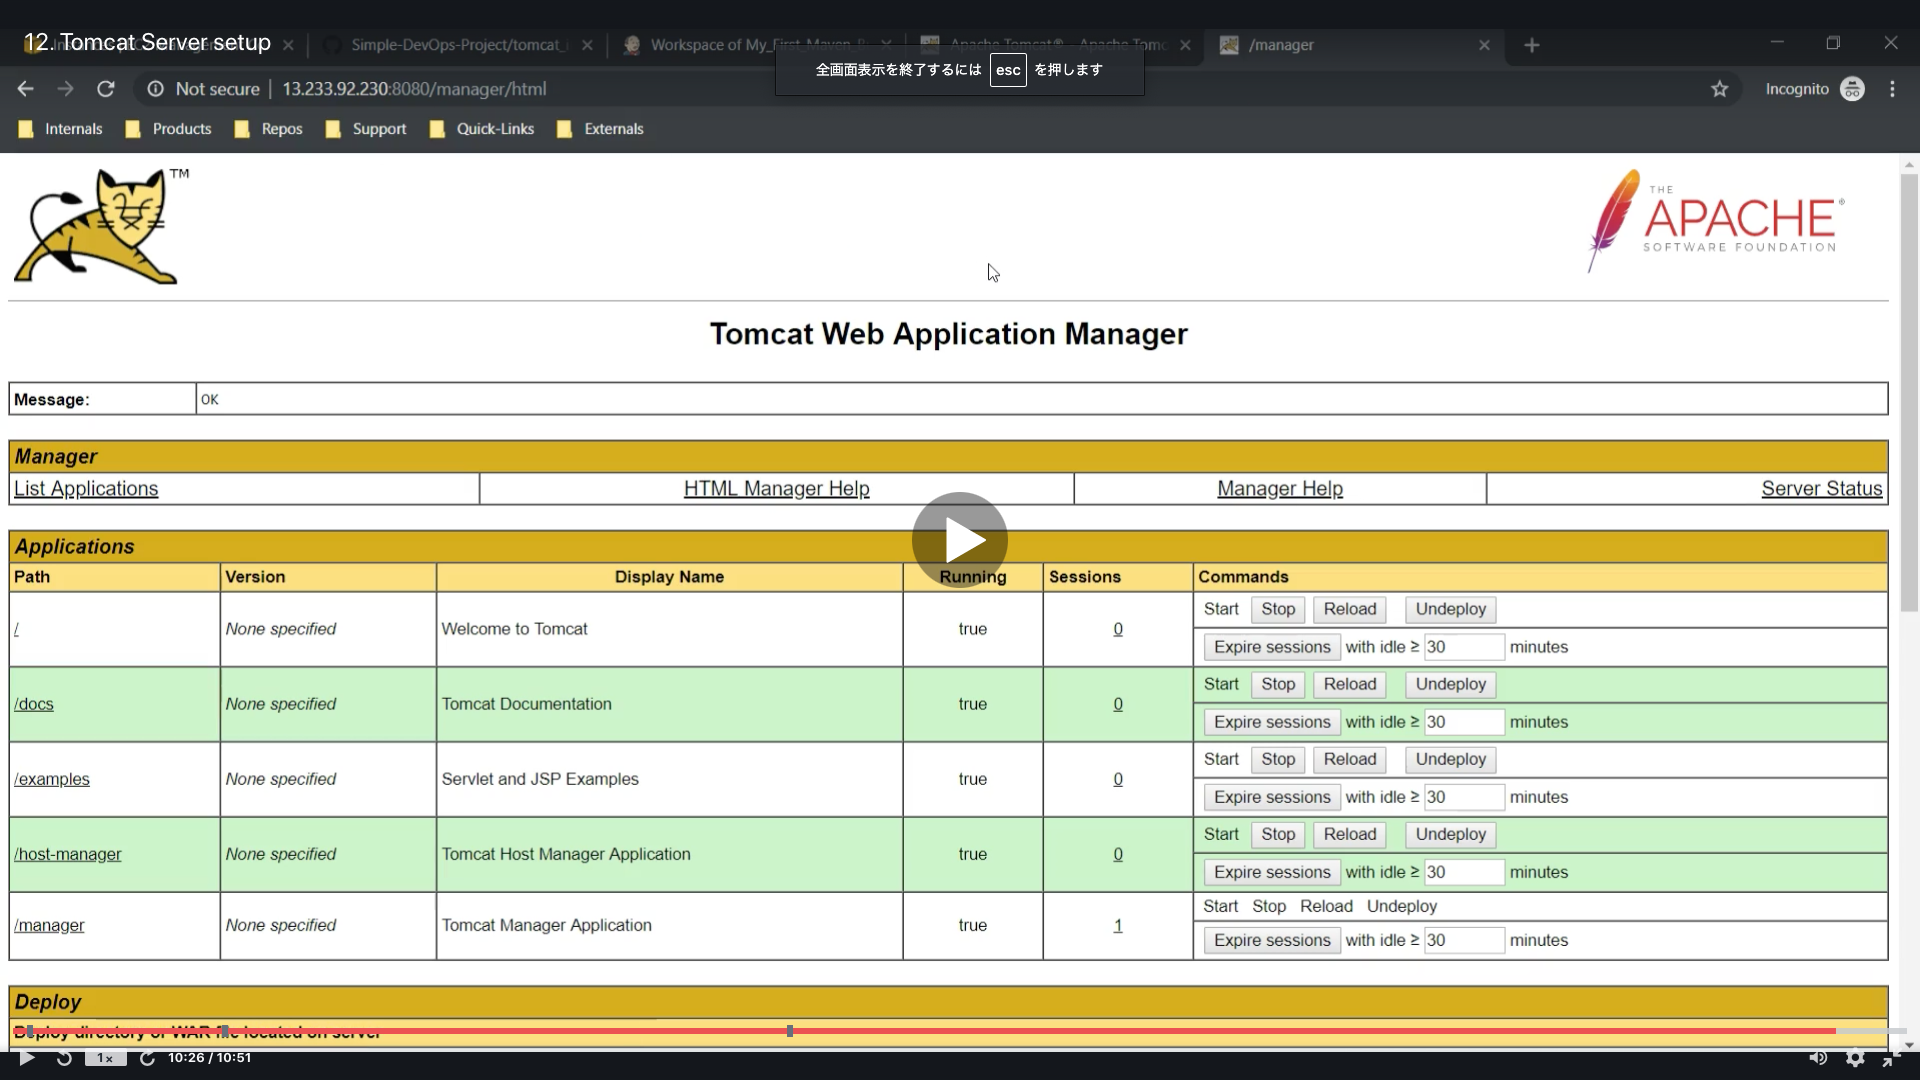 12. Tomcat Server setup
Simple-DevOps-Project/tomcat_
Workspace of My_First_Maven_B
Apache Tomcat® - Apache Tomc
/manager
全画面表示を終了するには esc を押します
Not secure | 13.233.92.230:8080/manager/html
Incognito
Internals Products Repos Support Quick-Links Externals
TM
THE
APACHE®
SOFTWARE FOUNDATION
Tomcat Web Application Manager
Message: OK
Manager
List Applications HTML Manager Help Manager Help Server Status
Applications
Path Version Display Name Running Sessions Commands
/ None specified Welcome to Tomcat true 0 Start Stop Reload Undeploy
Expire sessions with idle ≥ 30 minutes
/docs None specified Tomcat Documentation true 0 Start Stop Reload Undeploy
Expire sessions with idle ≥ 30 minutes
/examples None specified Servlet and JSP Examples true 0 Start Stop Reload Undeploy
Expire sessions with idle ≥ 30 minutes
/host-manager None specified Tomcat Host Manager Application true 0 Start Stop Reload Undeploy
Expire sessions with idle ≥ 30 minutes
/manager None specified Tomcat Manager Application true 1 Start Stop Reload Undeploy
Expire sessions with idle ≥ 30 minutes
Deploy
Deploy directory or WAR file located on server
1x 10:26 / 10:51